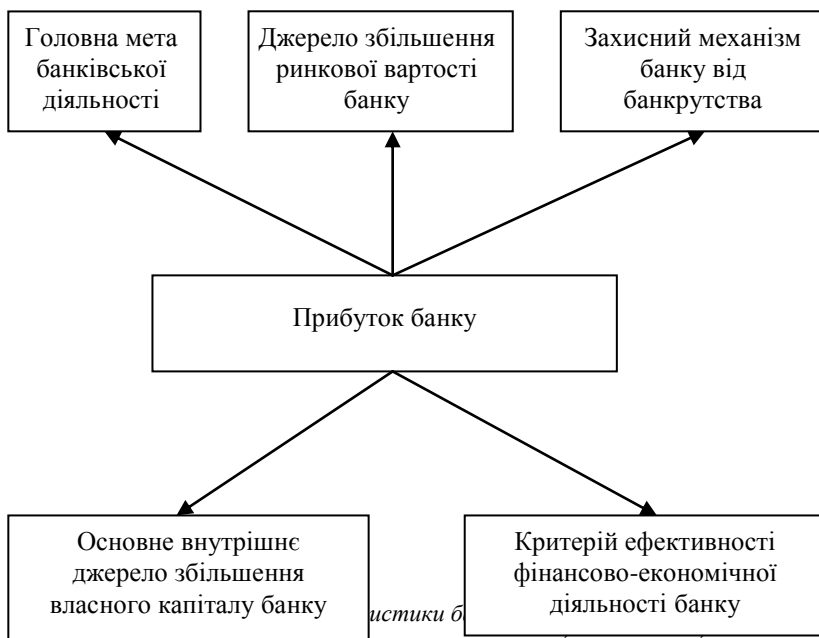 Головна мета
банківської
діяльності
Джерело збільшення
ринкової вартості
банку
Захисний механізм
банку від
банкрутства
Прибуток банку
Основне внутрішнє
джерело збільшення
власного капіталу банку
Критерій ефективності
фінансово-економічної
діяльності банку